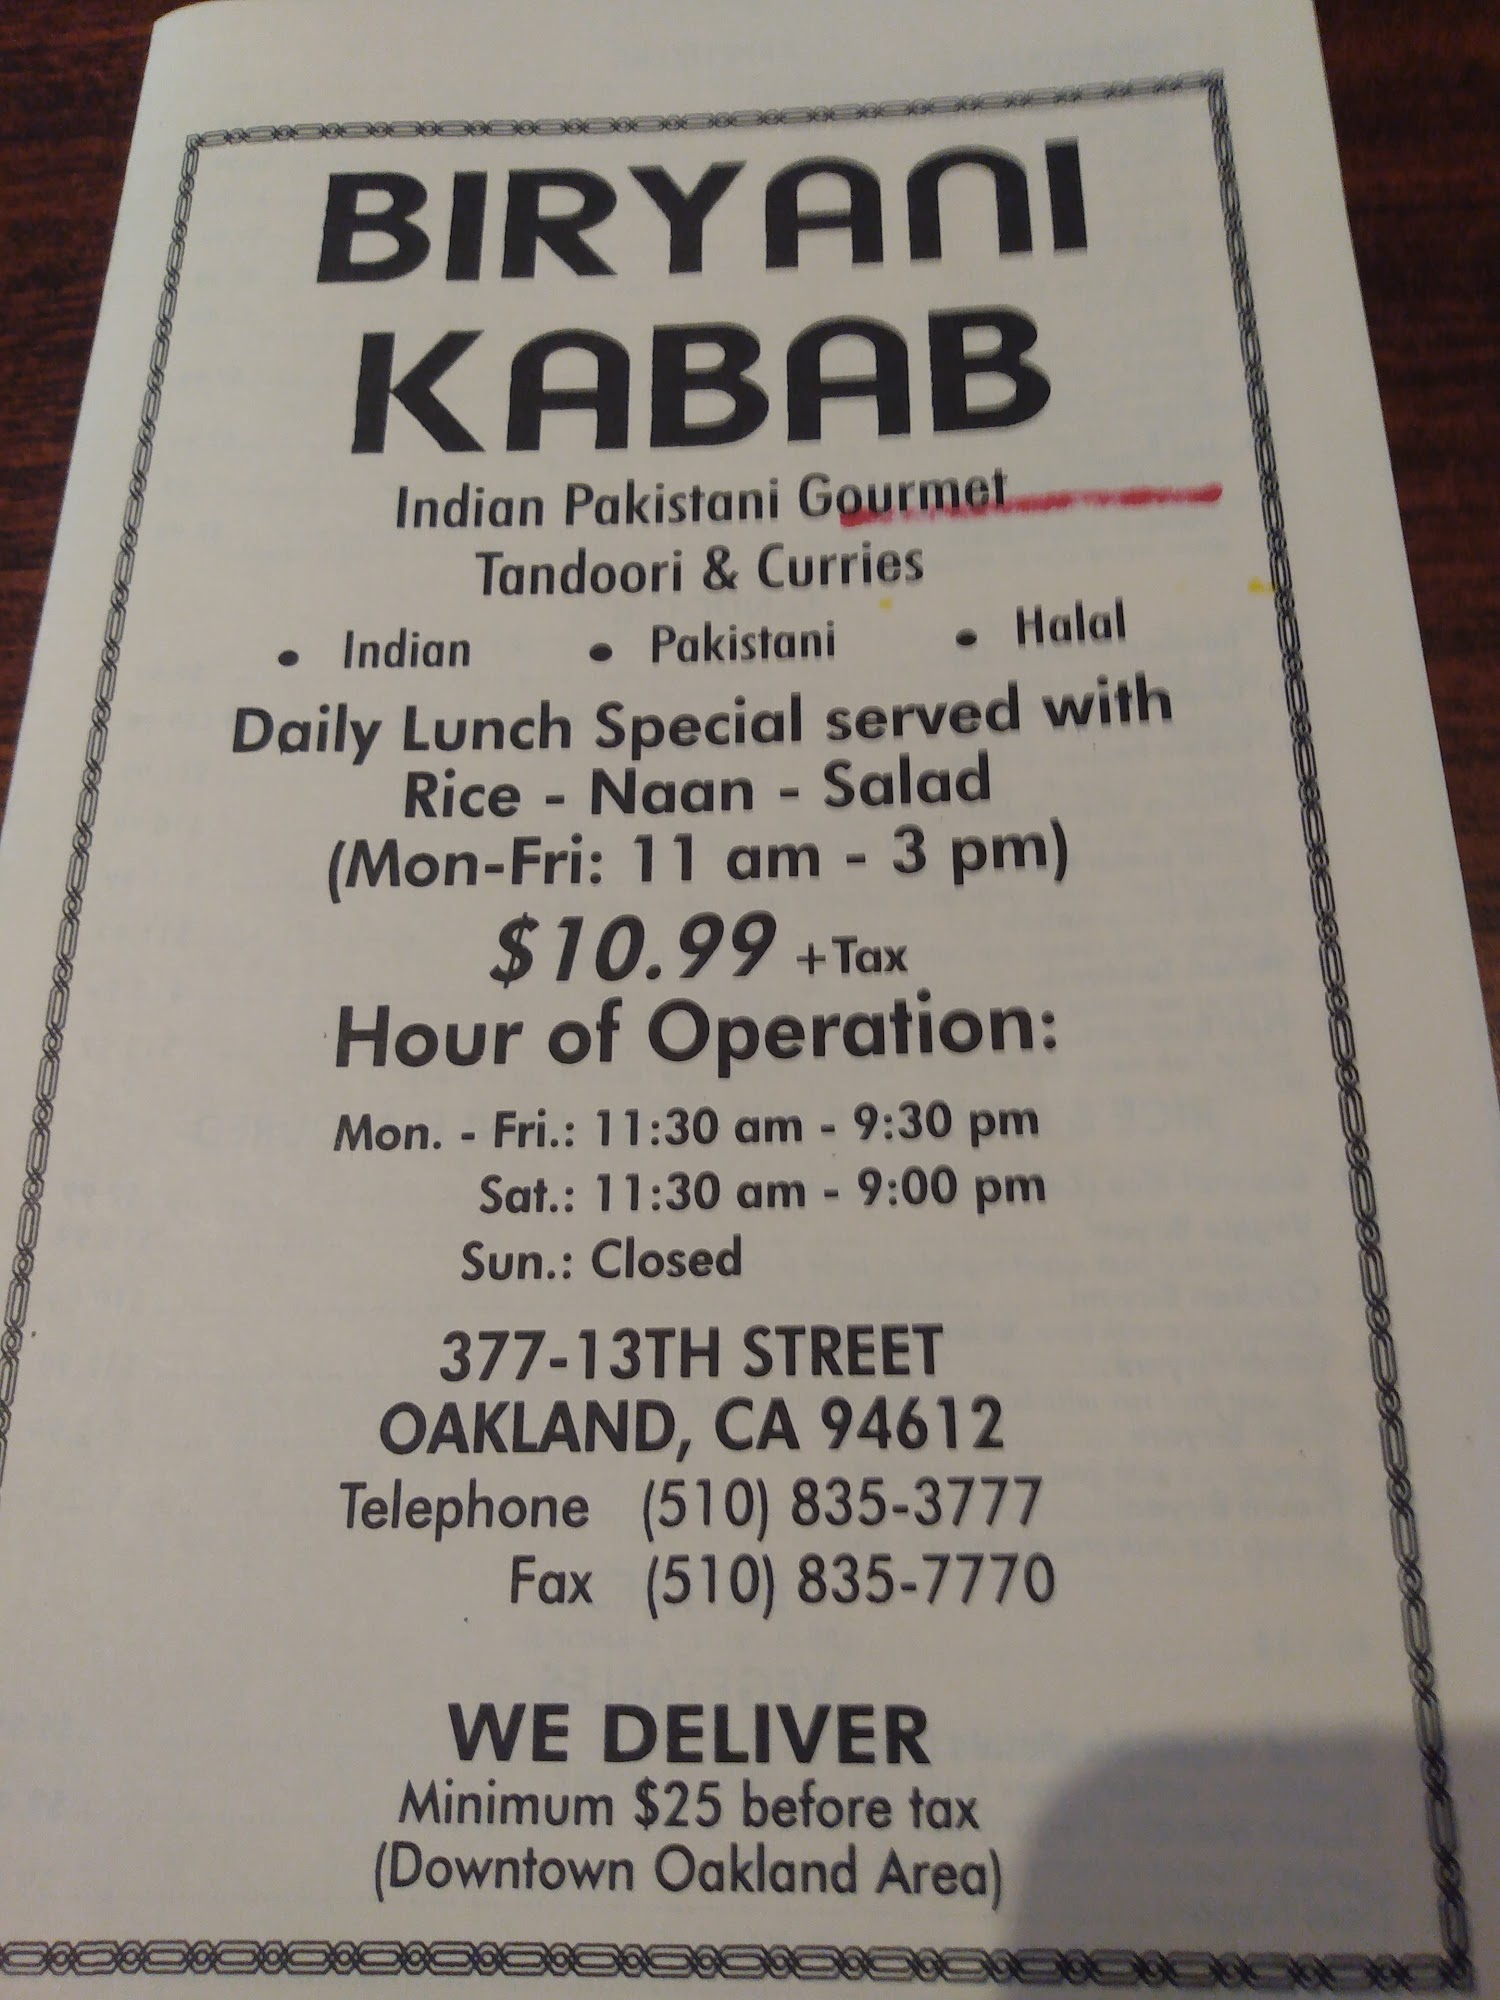 BIRYANI
KABAB
Indian Pakistani Gourmet
Tandoori & Curries
• Indian • Pakistani • Halal
Daily Lunch Special served with
Rice - Naan - Salad
(Mon-Fri: 11 am - 3 pm)
$10.99 +Tax
Hour of Operation:
Mon. - Fri.: 11:30 am - 9:30 pm
Sat.: 11:30 am - 9:00 pm
Sun.: Closed
377-13TH STREET
OAKLAND, CA 94612
Telephone (510) 835-3777
Fax (510) 835-7770
WE DELIVER
Minimum $25 before tax
(Downtown Oakland Area)